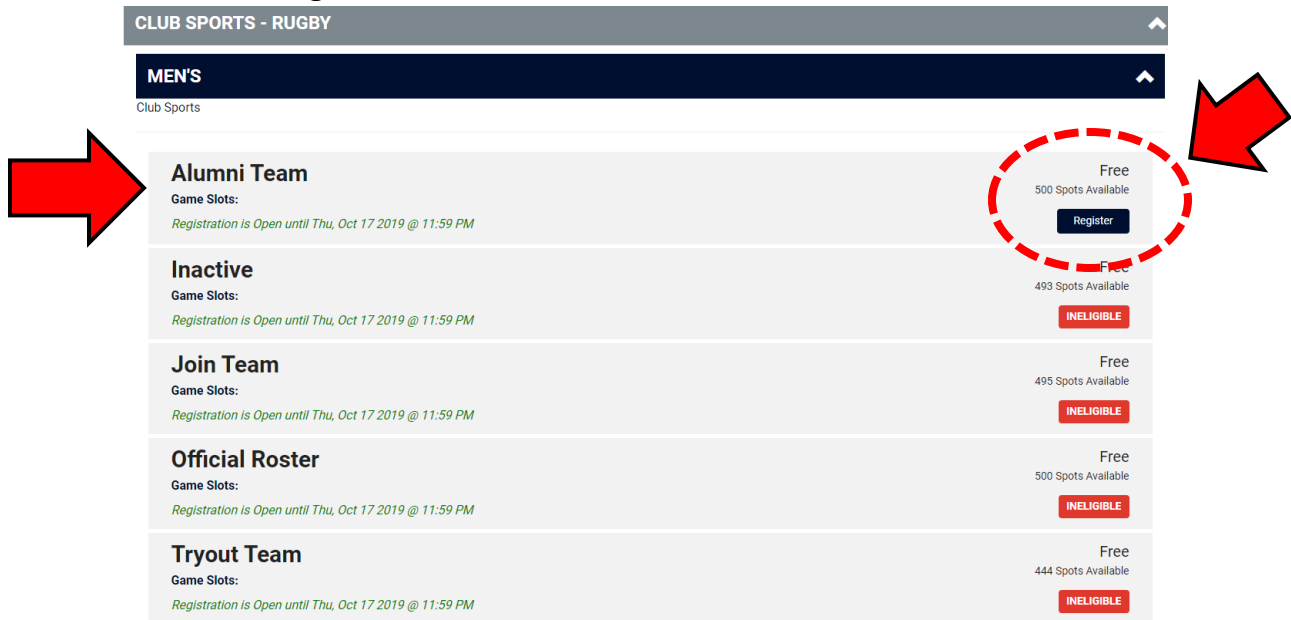 CLUB SPORTS - RUGBY
MEN'S
Club Sports
Alumni Team
Free
Game Slots:
500 Spots Available
Registration is Open until Thu, Oct 17 2019 @ 11:59 PM
Register
Inactive
Free
Game Slots:
493 Spots Available
Registration is Open until Thu, Oct 17 2019 @ 11:59 PM
INELIGIBLE
Join Team
Free
Game Slots:
495 Spots Available
Registration is Open until Thu, Oct 17 2019 @ 11:59 PM
INELIGIBLE
Official Roster
Free
Game Slots:
500 Spots Available
Registration is Open until Thu, Oct 17 2019 @ 11:59 PM
INELIGIBLE
Tryout Team
Free
Game Slots:
444 Spots Available
Registration is Open until Thu, Oct 17 2019 @ 11:59 PM
INELIGIBLE